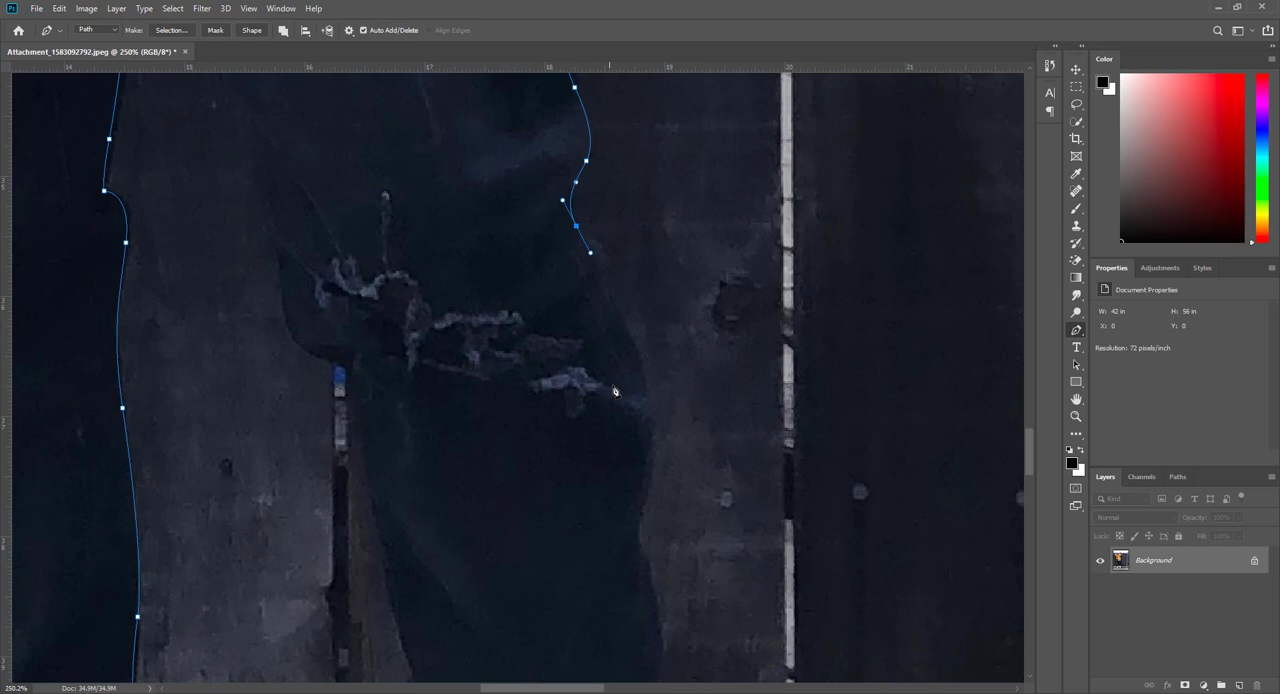 Ps File Edit Image Layer Type Select Filter 3D View Window Help
Path Make: Selection... Mask Shape Auto Add/Delete Align Edges
Attachment_1583092792.jpeg @ 250% (RGB/8*) * ×
14 15 16 17 18 19 20 21
Color
Properties Adjustments Styles
Document Properties
W: 42 in H: 56 in
X: 0 Y: 0
Resolution: 72 pixels/inch
Layers Channels Paths
Kind
Normal Opacity: 100%
Lock: Fill: 100%
Background
250.2% Doc: 34.9M/34.9M